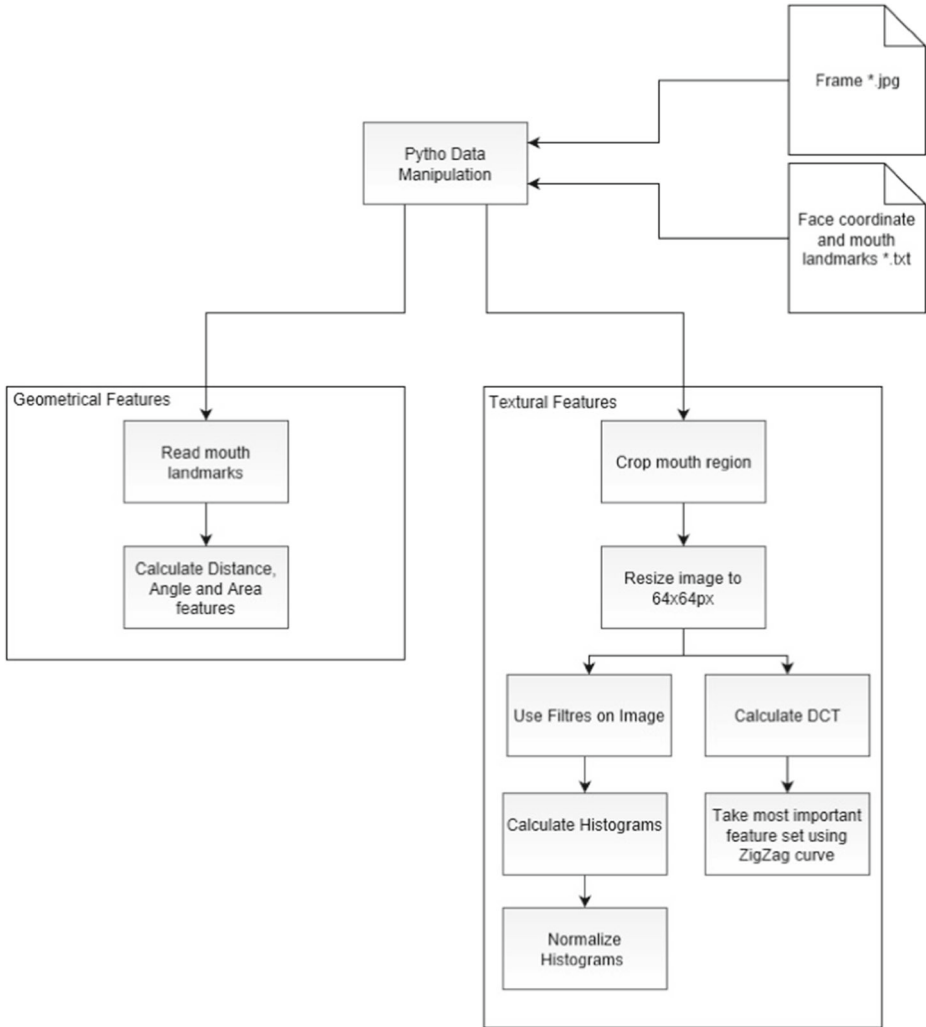 Frame *.jpg
Pytho Data
Manipulation
Face coordinate
and mouth
landmarks *.txt
Geometrical Features
Read mouth
landmarks
Calculate Distance,
Angle and Area
features
Textural Features
Crop mouth region
Resize image to
64x64px
Use Filtres on Image
Calculate DCT
Calculate Histograms
Take most important
feature set using
ZigZag curve
Normalize
Histograms